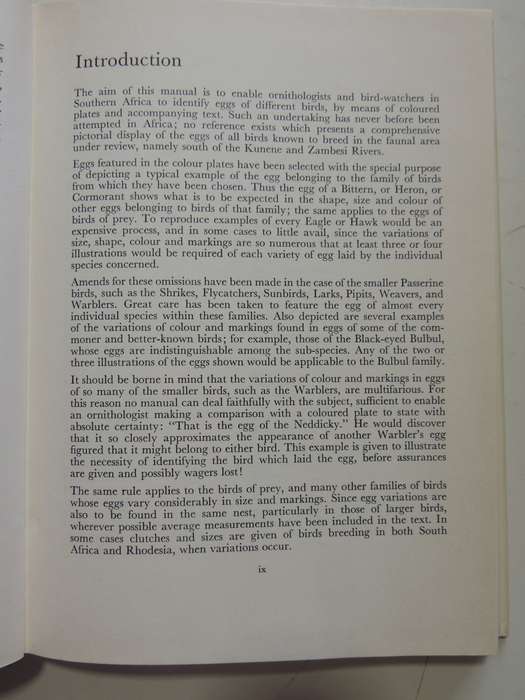 Introduction
The aim of this manual is to enable ornithologists and bird-watchers in
Southern Africa to identify eggs of different birds, by means of coloured
plates and accompanying text. Such an undertaking has never before been
attempted in Africa; no reference exists which presents a comprehensive
pictorial display of the eggs of all birds known to breed in the faunal area
under review, namely south of the Kunene and Zambesi Rivers.
Eggs featured in the colour plates have been selected with the special purpose
of depicting a typical example of the egg belonging to the family of birds
from which they have been chosen. Thus the egg of a Bittern, or Heron, or
Cormorant shows what is to be expected in the shape, size and colour of
other eggs belonging to birds of that family; the same applies to the eggs of
birds of prey. To reproduce examples of every Eagle or Hawk would be an
expensive process, and in some cases to little avail, since the variations of
size, shape, colour and markings are so numerous that at least three or four
illustrations would be required of each variety of egg laid by the individual
species concerned.
Amends for these omissions have been made in the case of the smaller Passerine
birds, such as the Shrikes, Flycatchers, Sunbirds, Larks, Pipits, Weavers, and
Warblers. Great care has been taken to feature the egg of almost every
individual species within these families. Also depicted are several examples
of the variations of colour and markings found in eggs of some of the com-
moner and better-known birds; for example, those of the Black-eyed Bulbul,
whose eggs are indistinguishable among the sub-species. Any of the two or
three illustrations of the eggs shown would be applicable to the Bulbul family.
It should be borne in mind that the variations of colour and markings in eggs
of so many of the smaller birds, such as the Warblers, are multifarious. For
this reason no manual can deal faithfully with the subject, sufficient to enable
an ornithologist making a comparison with a coloured plate to state with
absolute certainty: "That is the egg of the Neddicky." He would discover
that it so closely approximates the appearance of another Warbler's egg
figured that it might belong to either bird. This example is given to illustrate
the necessity of identifying the bird which laid the egg, before assurances
are given and possibly wagers lost!
The same rule applies to the birds of prey, and many other families of birds
whose eggs vary considerably in size and markings. Since egg variations are
also to be found in the same nest, particularly in those of larger birds,
wherever possible average measurements have been included in the text. In
some cases clutches and sizes are given of birds breeding in both South
Africa and Rhodesia, when variations occur.
ix